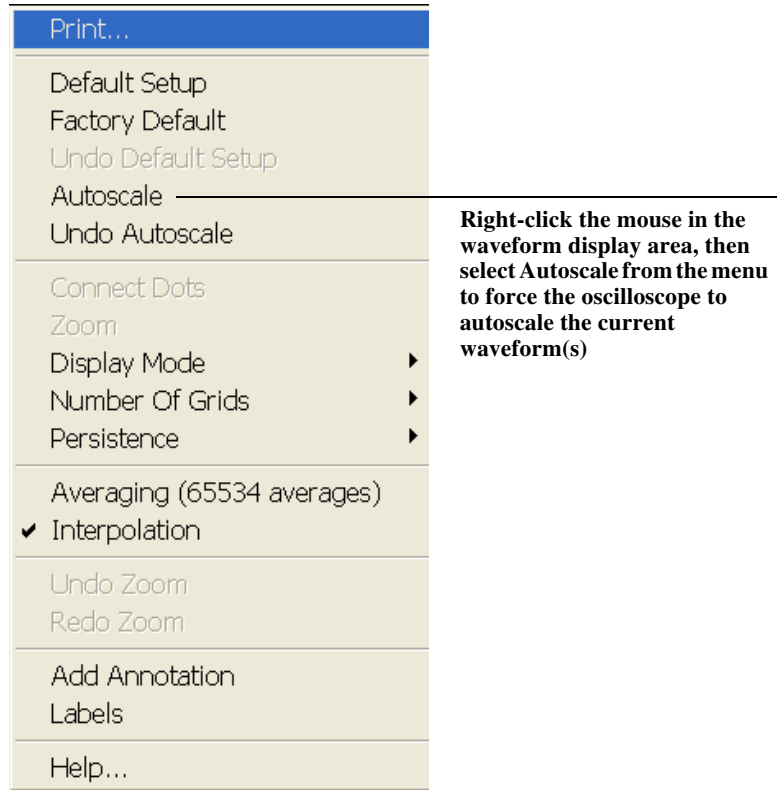 Print...
Default Setup
Factory Default
Undo Default Setup
Autoscale
Undo Autoscale
Connect Dots
Zoom
Display Mode
Number Of Grids
Persistence
Averaging (65534 averages)
Interpolation
Undo Zoom
Redo Zoom
Add Annotation
Labels
Help...
Right-click the mouse in the
waveform display area, then
select Autoscale from the menu
to force the oscilloscope to
autoscale the current
waveform(s)